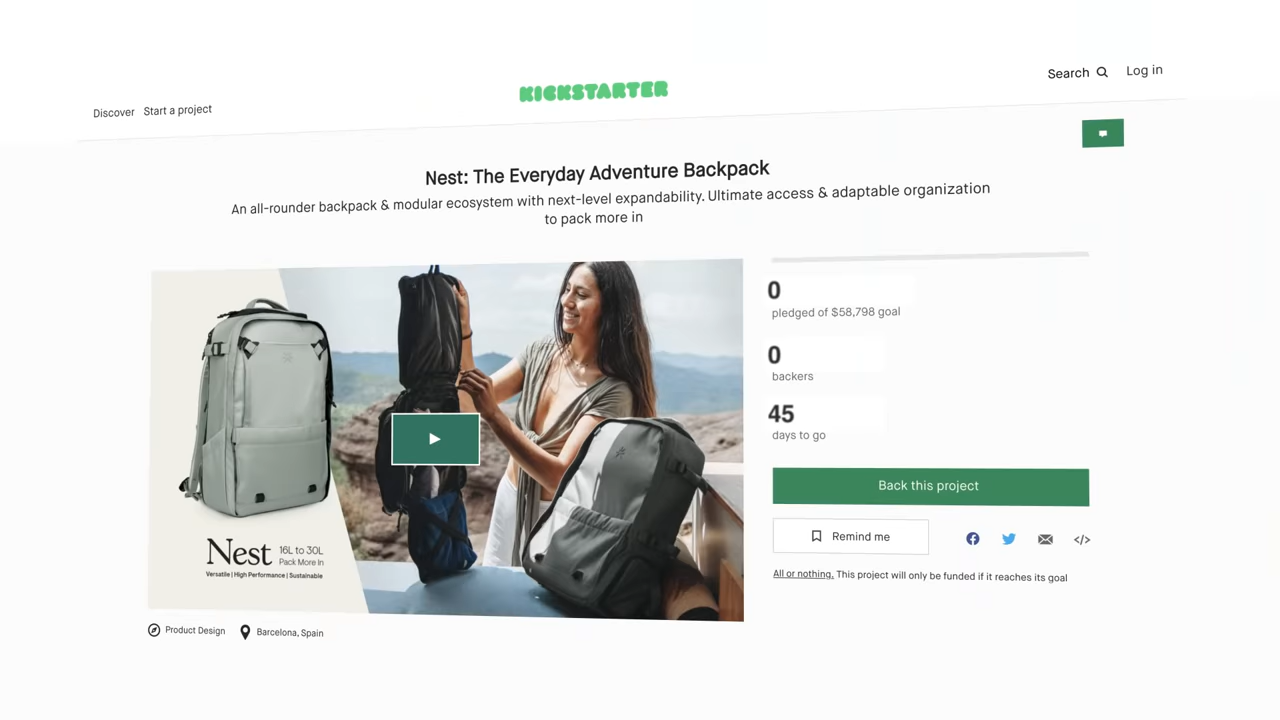 Discover Start a project
KICKSTARTER
Search Log in
Nest: The Everyday Adventure Backpack
An all-rounder backpack & modular ecosystem with next-level expandability. Ultimate access & adaptable organization
to pack more in
Nest
16L to 30L
Pack More In
Versatile | High Performance | Sustainable
Product Design Barcelona, Spain
0
pledged of $58,798 goal
0
backers
45
days to go
Back this project
Remind me
All or nothing. This project will only be funded if it reaches its goal